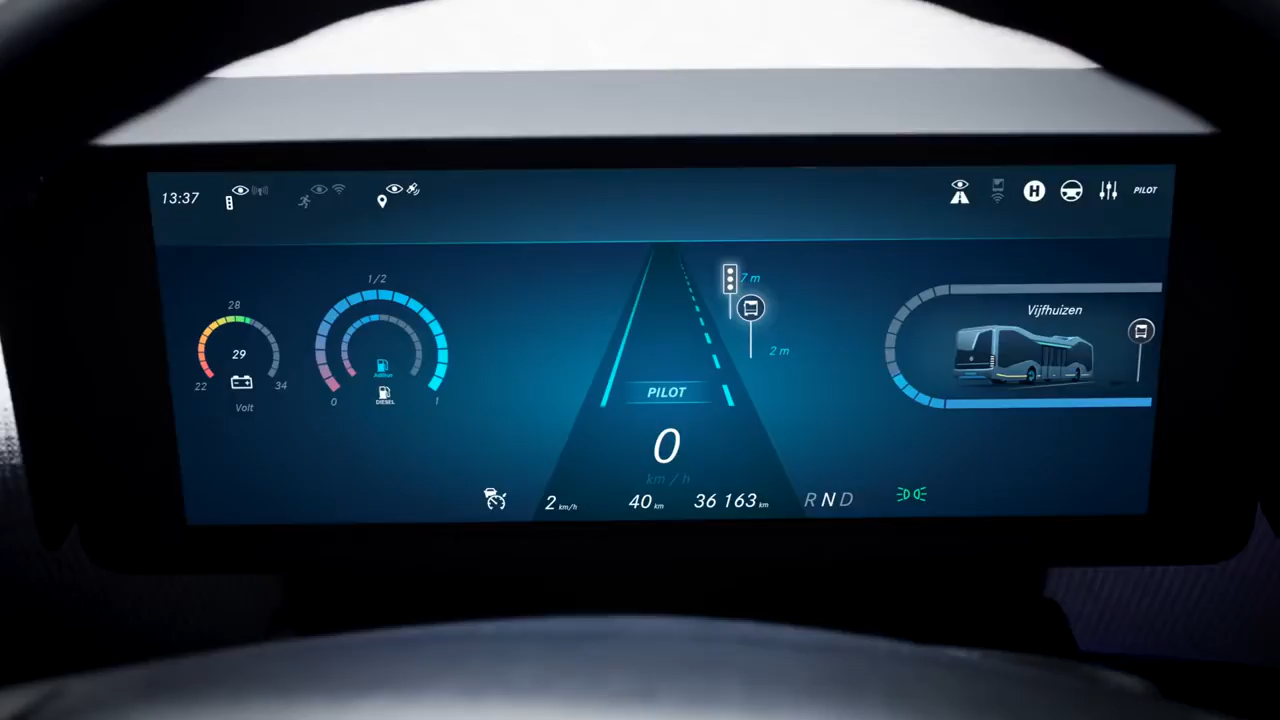 13:37
H
PILOT
28
29
22
34
Volt
1/2
AdBlue
DIESEL
0
1
7 m
2 m
PILOT
0
km / h
2 km/h
40 km
36 163 km
R N D
Vijfhuizen